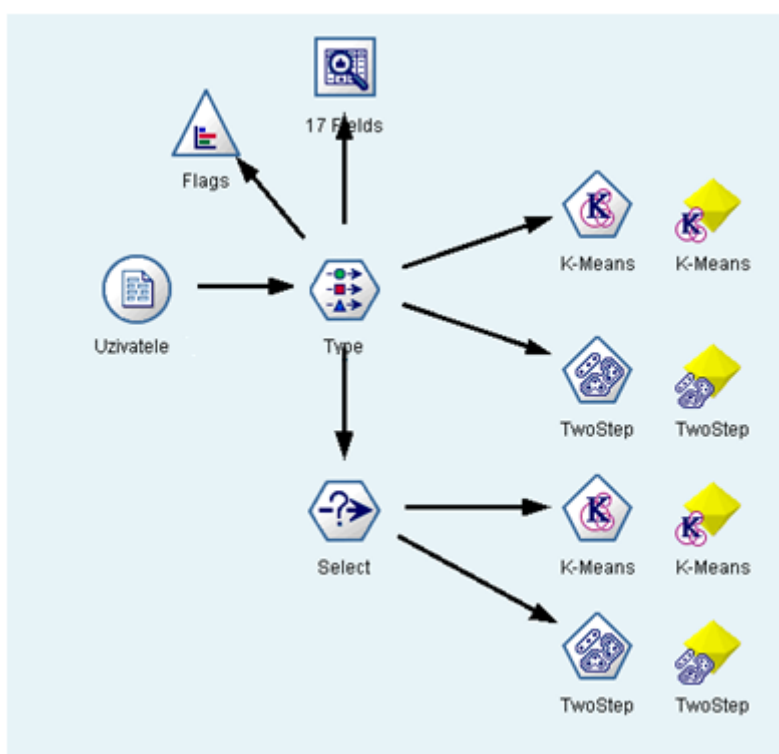 17 Fields
Flags
K-Means K-Means
Uzivatele
Type
TwoStep TwoStep
Select
K-Means K-Means
TwoStep TwoStep